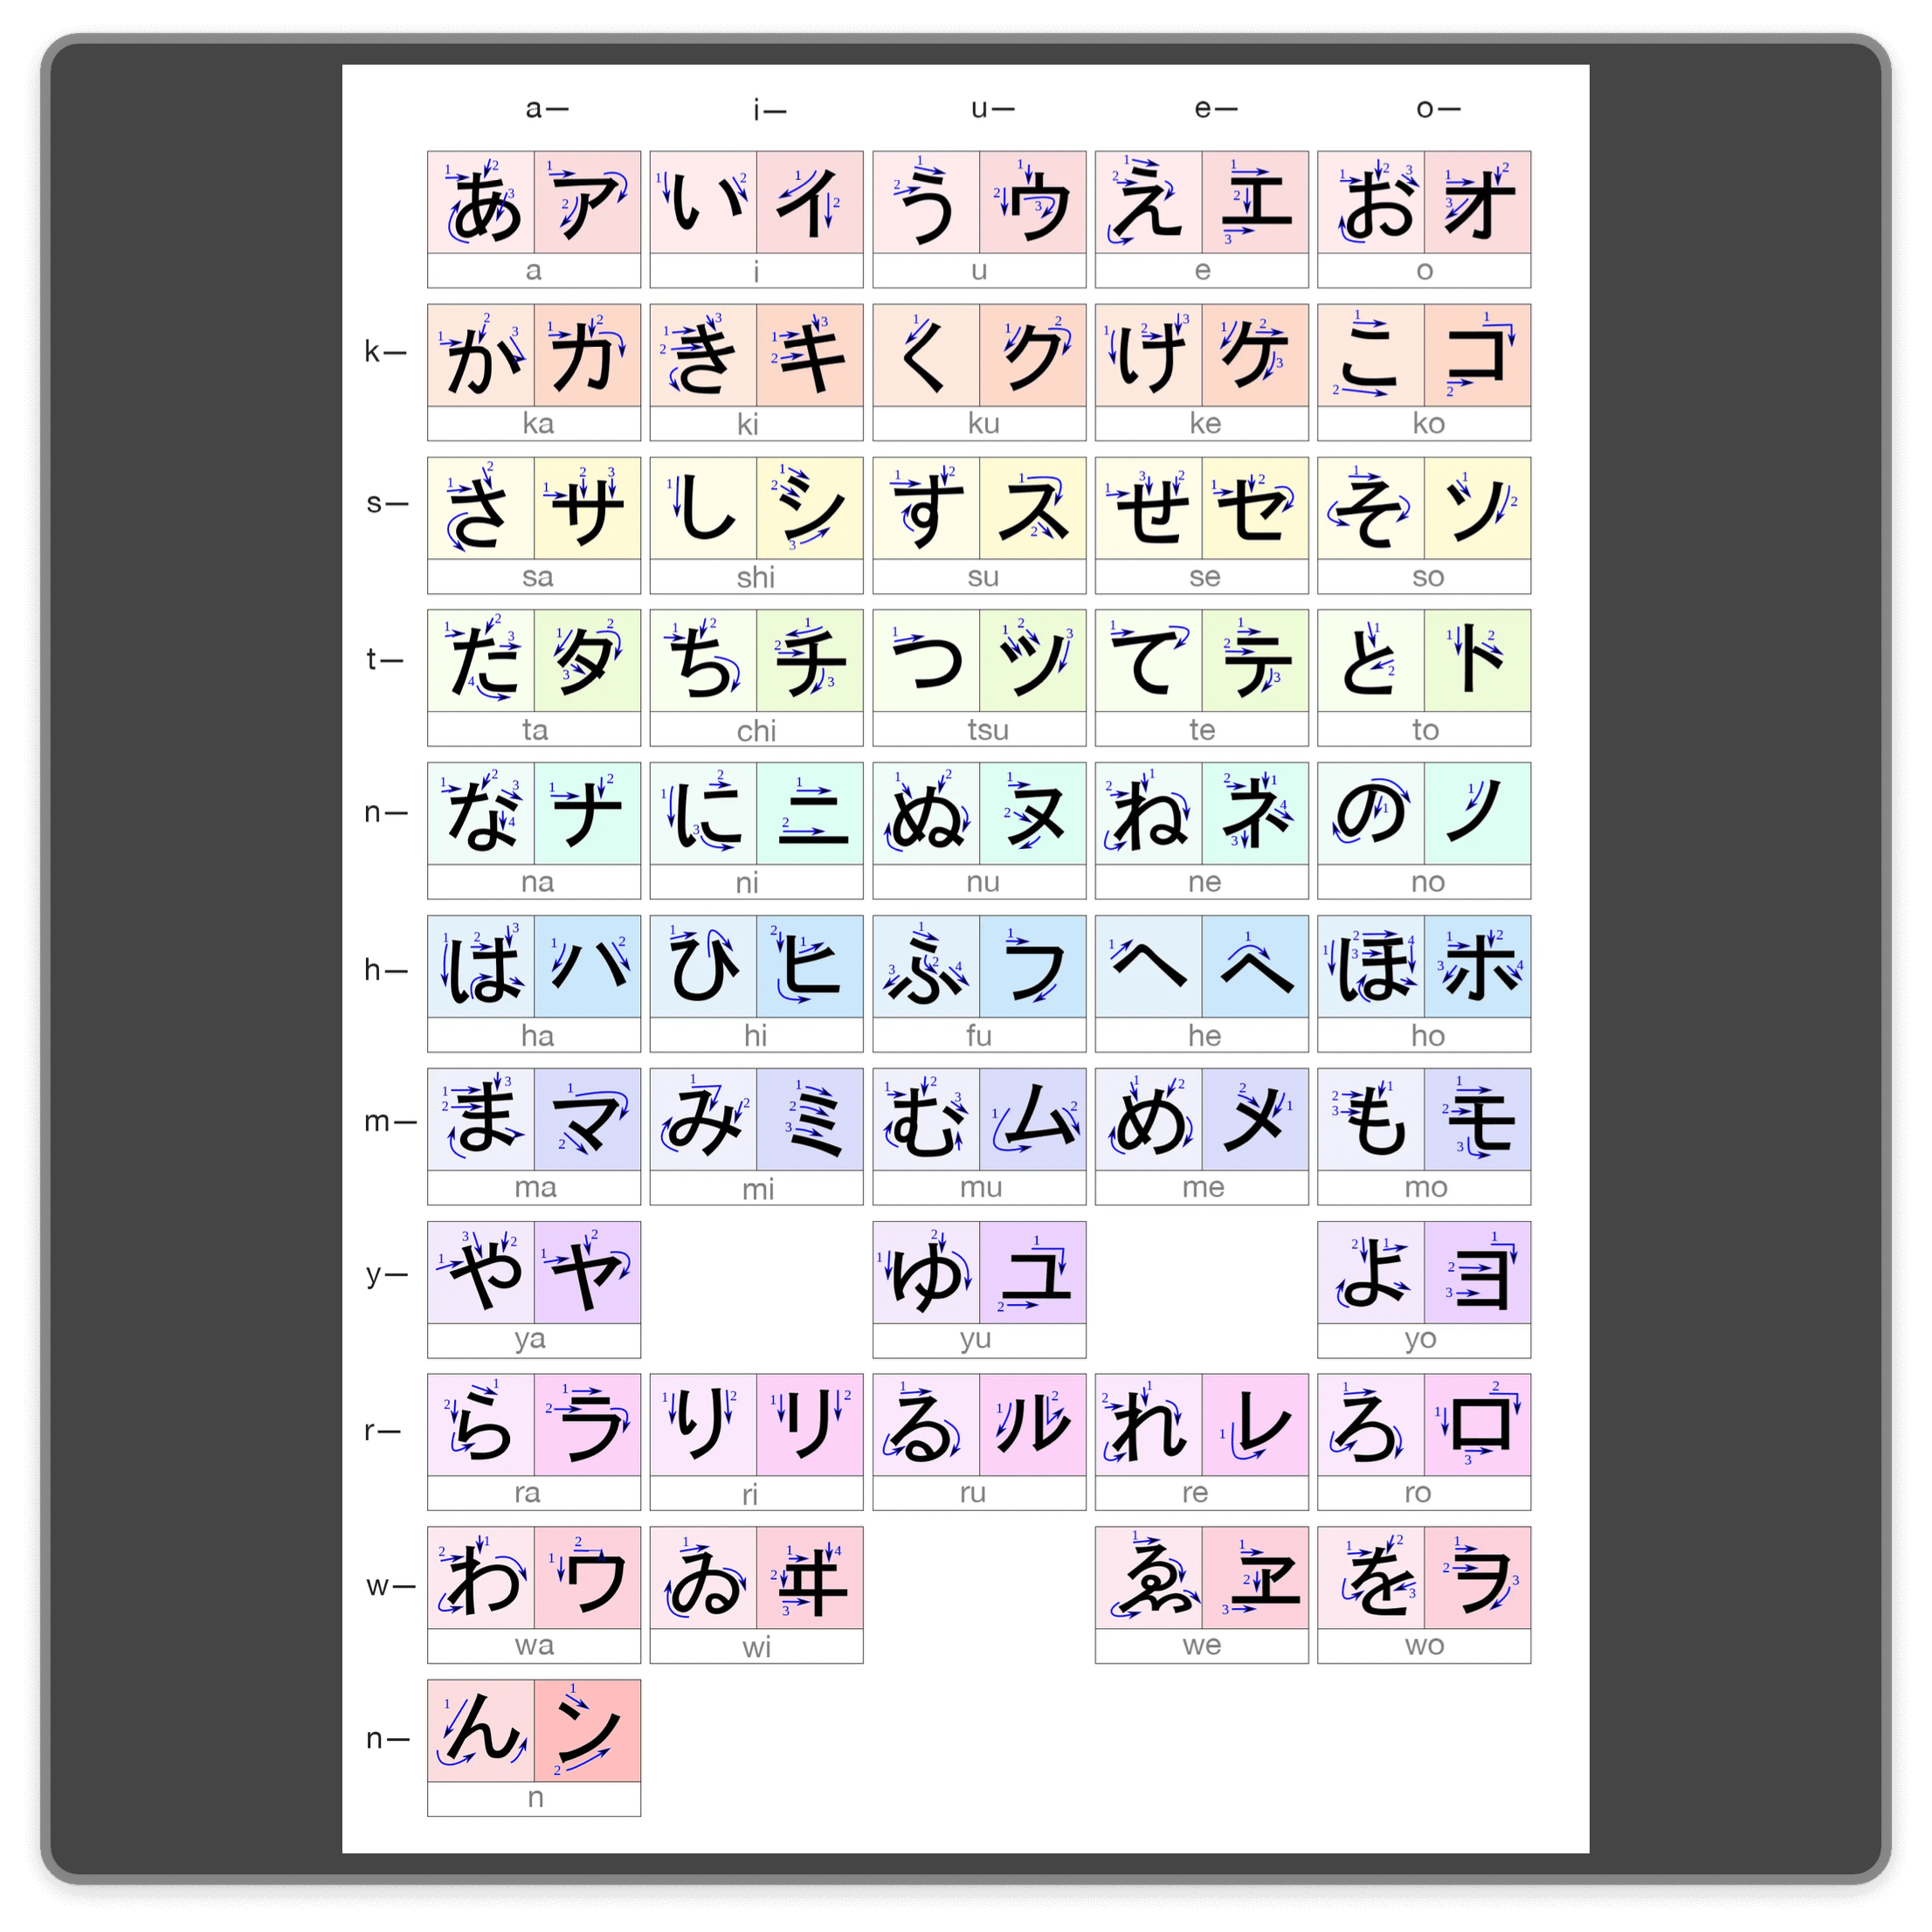 a— i— u— e— o—
あ ア い イ う ウ え エ お オ
a i u e o
k— か カ き キ く ク け ケ こ コ
ka ki ku ke ko
s— さ サ し シ す ス せ セ そ ソ
sa shi su se so
t— た タ ち チ つ ツ て テ と ト
ta chi tsu te to
n— な ナ に ニ ぬ ヌ ね ネ の ノ
na ni nu ne no
h— は ハ ひ ヒ ふ フ へ ヘ ほ ホ
ha hi fu he ho
m— ま マ み ミ む ム め メ も モ
ma mi mu me mo
y— や ヤ ゆ ユ よ ヨ
ya yu yo
r— ら ラ り リ る ル れ レ ろ ロ
ra ri ru re ro
w— わ ワ ゐ ヰ ゑ ヱ を ヲ
wa wi we wo
n— ん ン
n